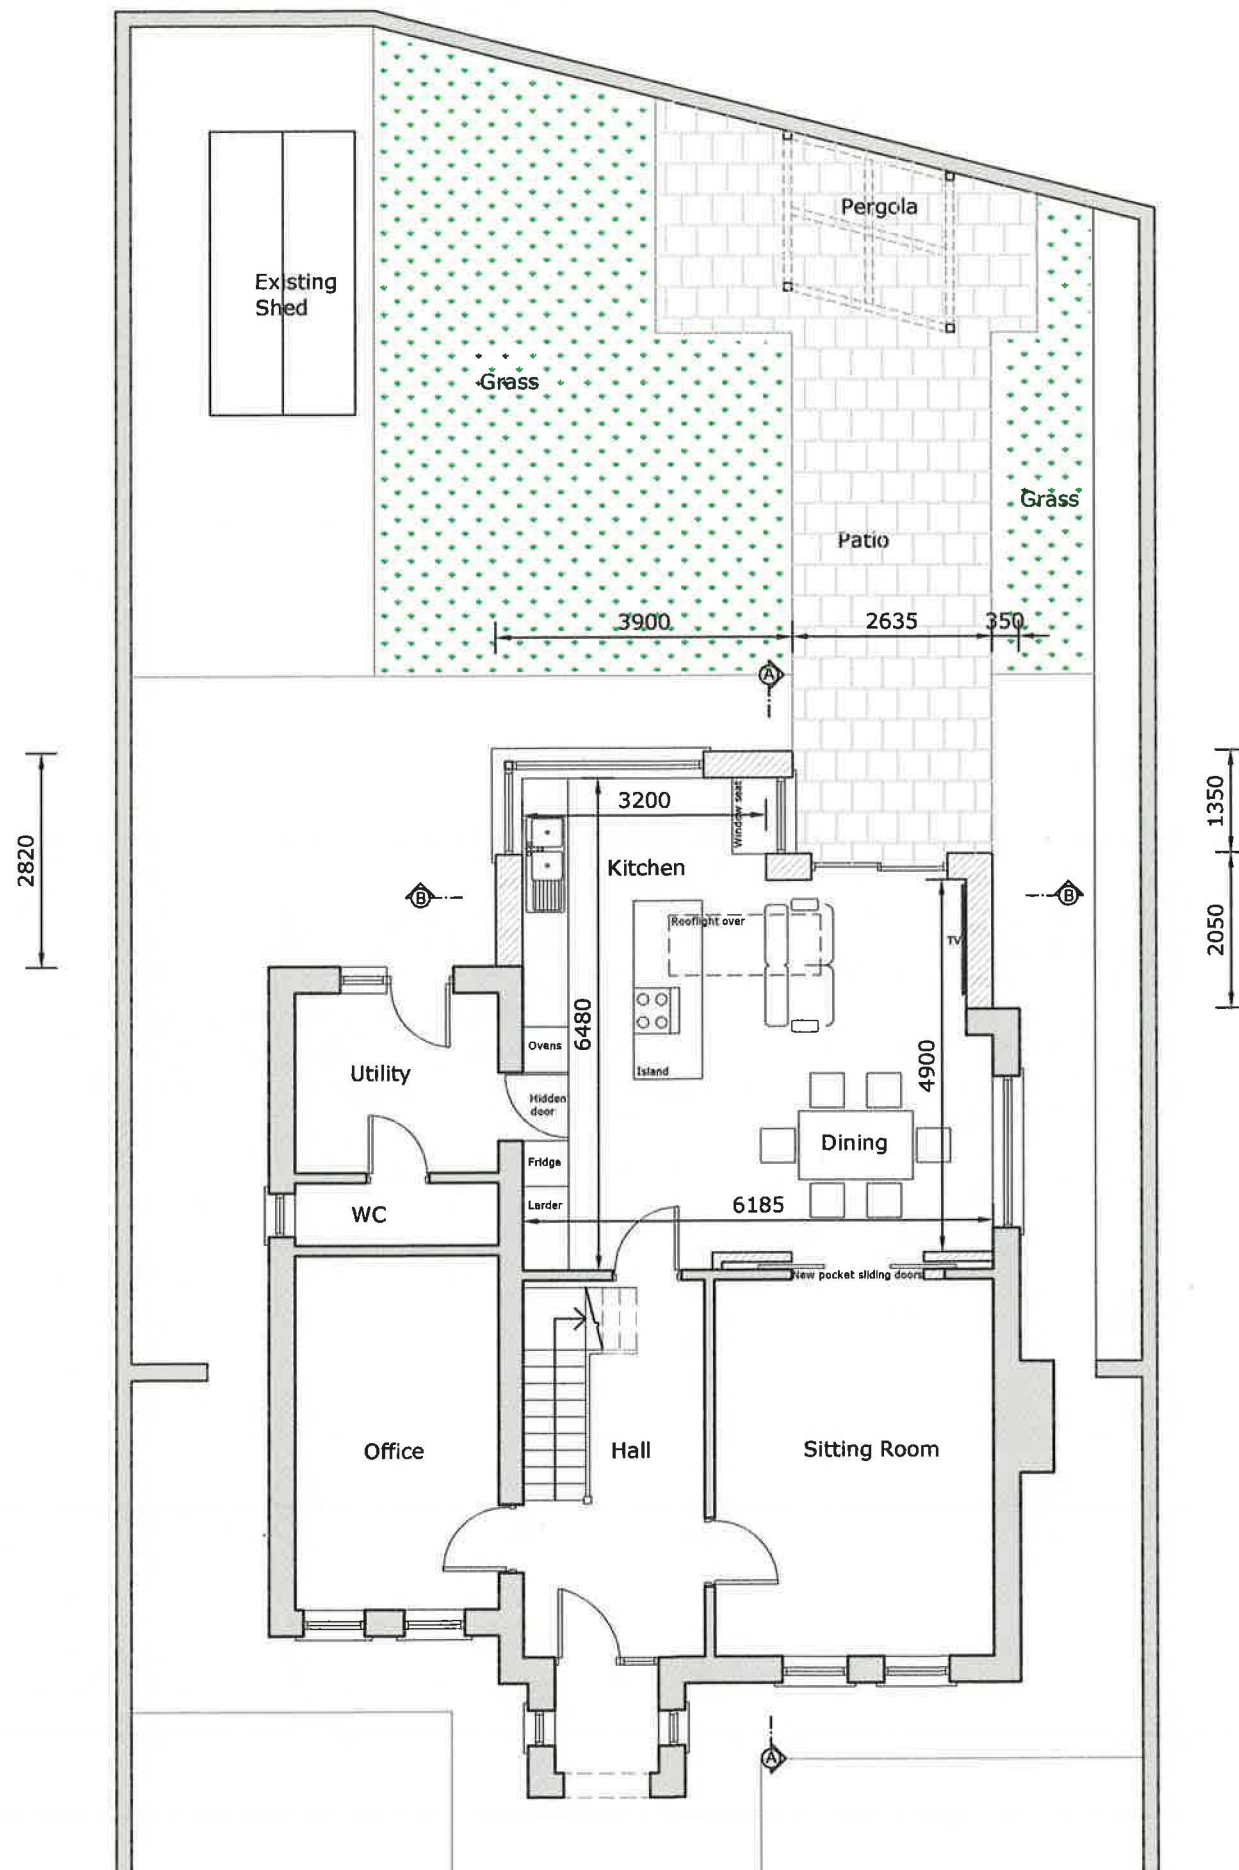 Pergola
Existing
Shed
Grass
Grass
Patio
3900
2635
350
A
2820
1350
3200
Window seat
Kitchen
B
B
Rooflight over
TV
2050
6480
Ovens
Island
4900
Utility
Hidden
door
Dining
Fridge
Larder
6185
WC
New pocket sliding doors
Office
Hall
Sitting Room
A